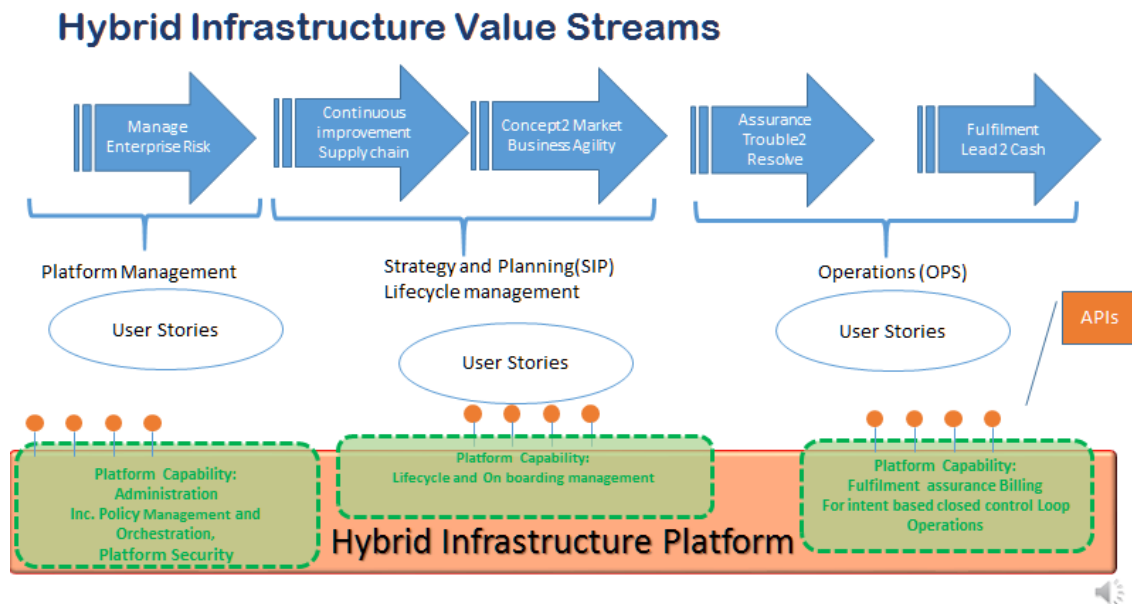 Hybrid Infrastructure Value Streams
Manage
Enterprise Risk
Continuous
improvement
Supply chain
Concept2 Market
Business Agility
Assurance
Trouble2
Resolve
Fulfilment
Lead 2 Cash
Platform Management
Strategy and Planning(SIP)
Lifecycle management
Operations (OPS)
User Stories
User Stories
User Stories
APIs
Platform Capability:
Administration
Inc. Policy Management and
Orchestration,
Platform Security
Platform Capability:
Lifecycle and On boarding management
Platform Capability:
Fulfilment assurance Billing
For intent based closed control Loop
Operations
Hybrid Infrastructure Platform